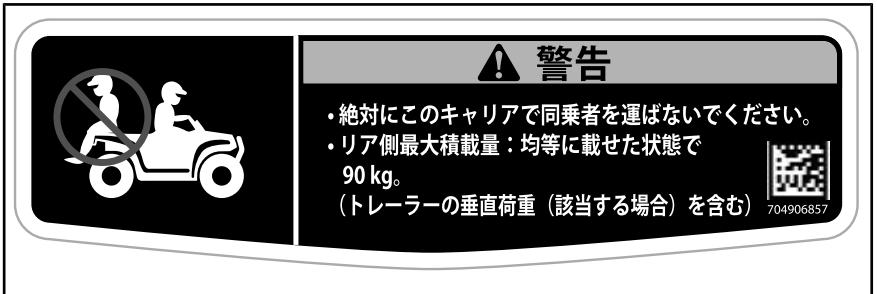 警告
・絶対にこのキャリアで同乗者を運ばないでください。
・リア側最大積載量：均等に載せた状態で
90 kg。
（トレーラーの垂直荷重（該当する場合）を含む）
704906857